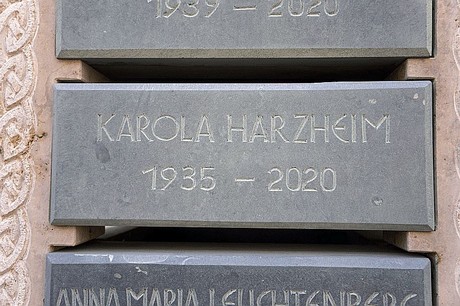 1939 – 2020
KAROLA HARZHEIM
1935 – 2020
ANNA MARIA LEUCHTENBERG